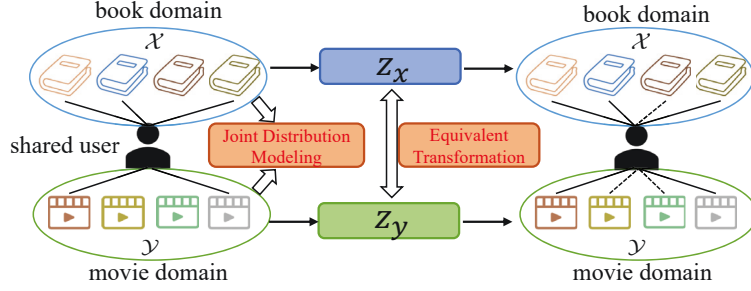 book domain
𝒳
shared user
𝒴
movie domain
Joint Distribution
Modeling
Z_x
Equivalent
Transformation
Z_y
book domain
𝒳
𝒴
movie domain